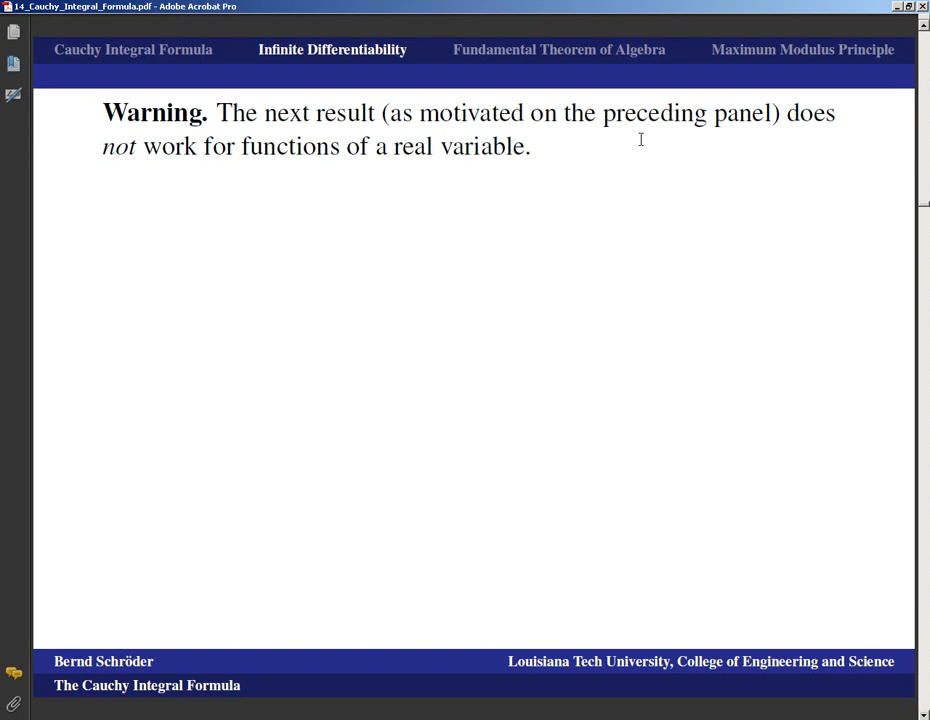 14_Cauchy_Integral_Formula.pdf - Adobe Acrobat Pro
Cauchy Integral Formula Infinite Differentiability Fundamental Theorem of Algebra Maximum Modulus Principle
Warning. The next result (as motivated on the preceding panel) does
not work for functions of a real variable.
Bernd Schröder Louisiana Tech University, College of Engineering and Science
The Cauchy Integral Formula